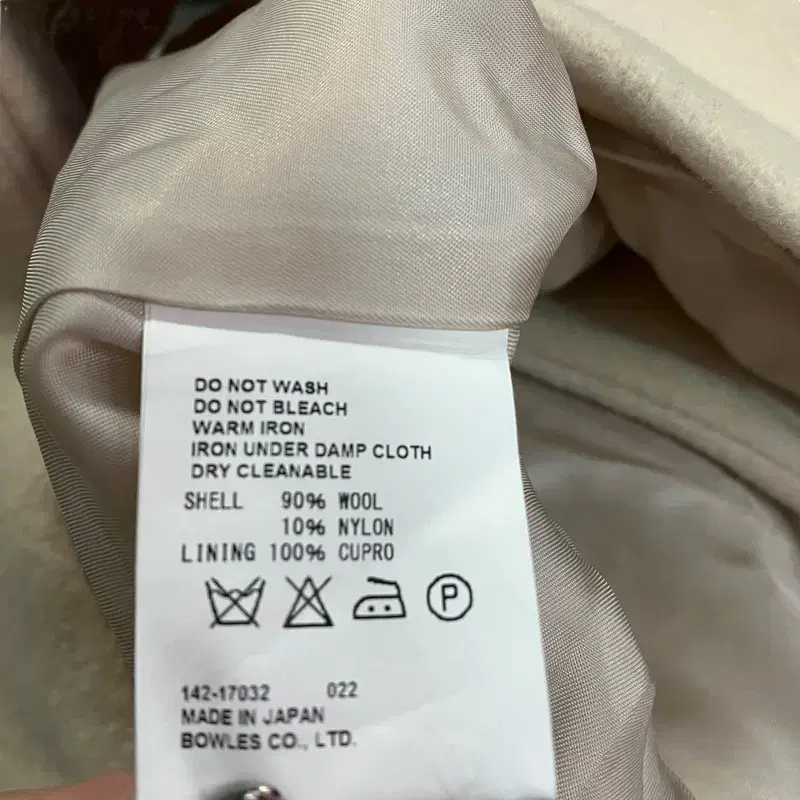 DO NOT WASH
DO NOT BLEACH
WARM IRON
IRON UNDER DAMP CLOTH
DRY CLEANABLE
SHELL 90% WOOL
10% NYLON
LINING 100% CUPRO
P
142-17032 022
MADE IN JAPAN
BOWLES CO., LTD.